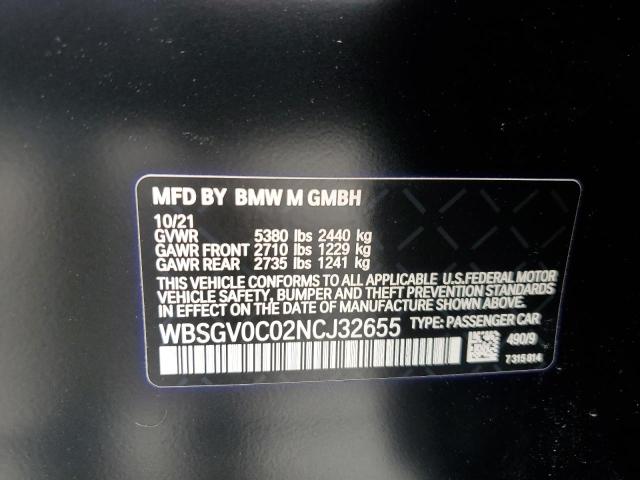 MFD BY BMW M GMBH
10/21
GVWR 5380 lbs 2440 kg
GAWR FRONT 2710 lbs 1229 kg
GAWR REAR 2735 lbs 1241 kg
THIS VEHICLE CONFORMS TO ALL APPLICABLE U.S.FEDERAL MOTOR
VEHICLE SAFETY, BUMPER AND THEFT PREVENTION STANDARDS
IN EFFECT ON THE DATE OF MANUFACTURE SHOWN ABOVE.
WBSGV0C02NCJ32655 TYPE: PASSENGER CAR
490/9
7 315 814